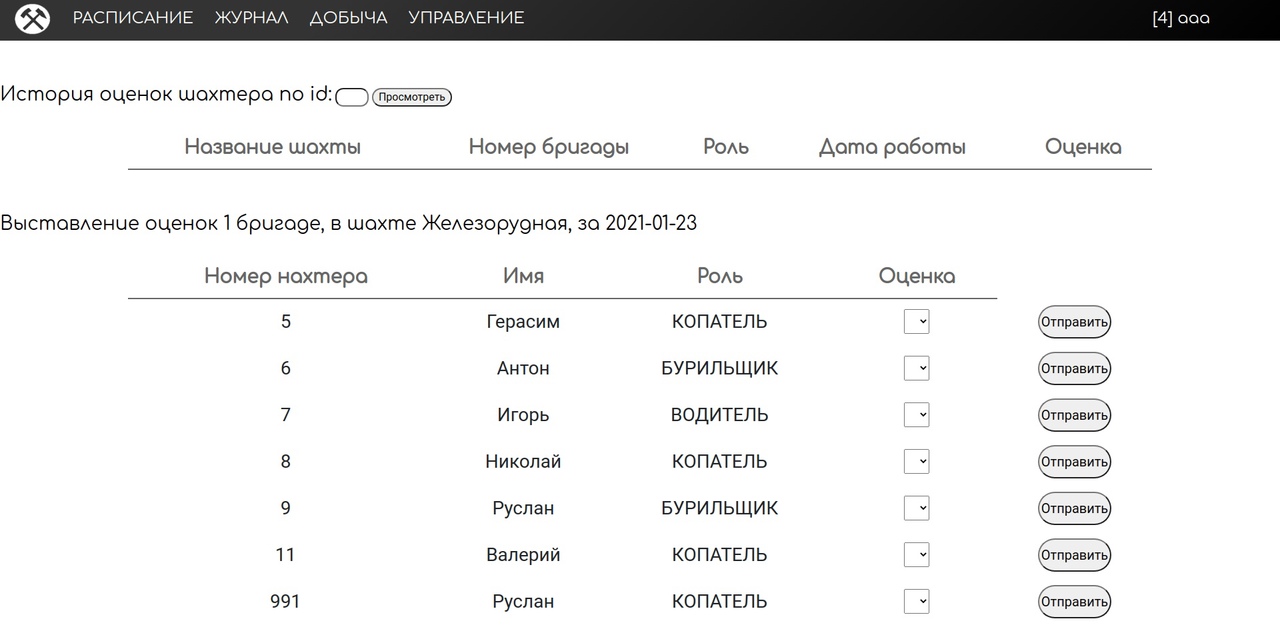 РАСПИСАНИЕ ЖУРНАЛ ДОБЫЧА УПРАВЛЕНИЕ [4] ааа
История оценок шахтера по id: Просмотреть
Название шахты Номер бригады Роль Дата работы Оценка
Выставление оценок 1 бригаде, в шахте Железорудная, за 2021-01-23
Номер нахтера Имя Роль Оценка
5 Герасим КОПАТЕЛЬ Отправить
6 Антон БУРИЛЬЩИК Отправить
7 Игорь ВОДИТЕЛЬ Отправить
8 Николай КОПАТЕЛЬ Отправить
9 Руслан БУРИЛЬЩИК Отправить
11 Валерий КОПАТЕЛЬ Отправить
991 Руслан КОПАТЕЛЬ Отправить